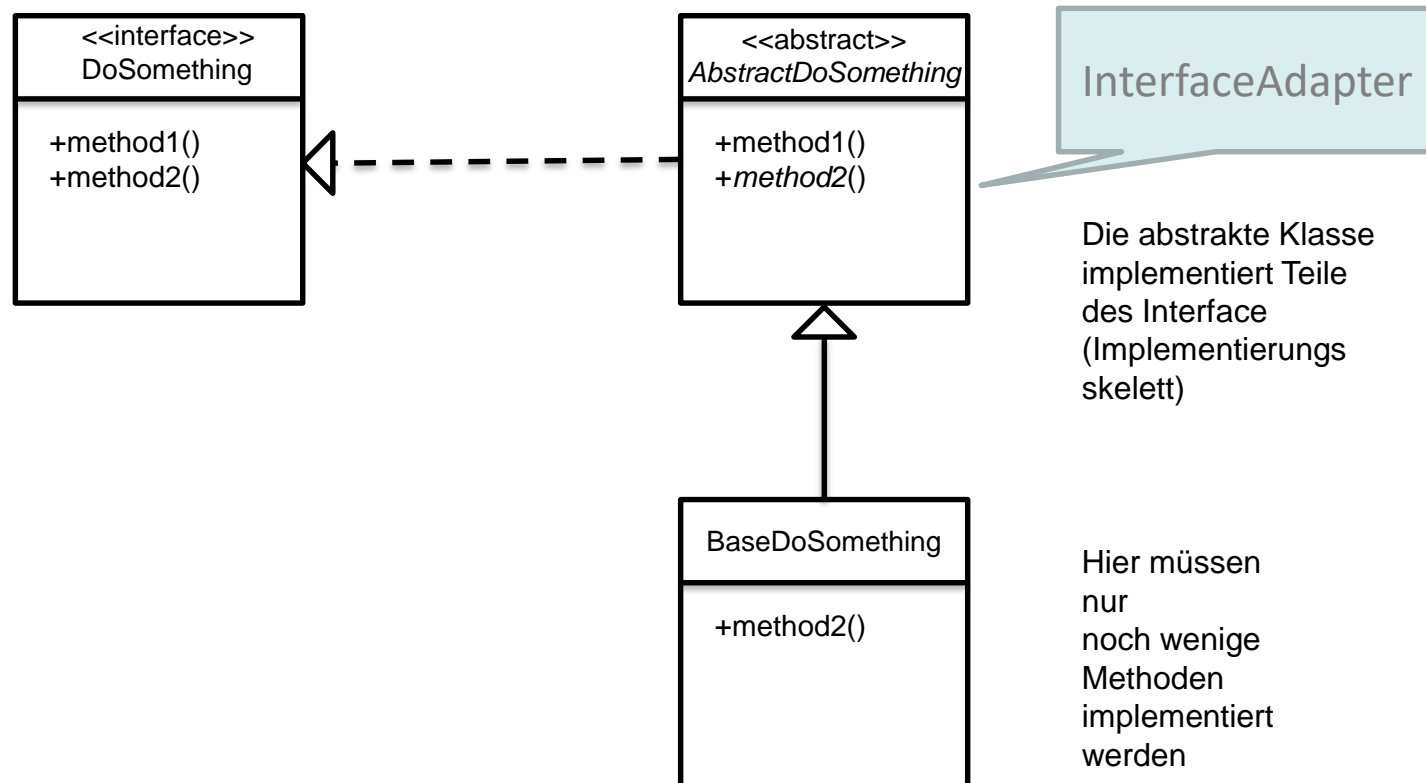 <<interface>>
DoSomething
+method1()
+method2()
<<abstract>>
AbstractDoSomething
+method1()
+method2()
InterfaceAdapter
Die abstrakte Klasse
implementiert Teile
des Interface
(Implementierungs
skelett)
BaseDoSomething
+method2()
Hier müssen
nur
noch wenige
Methoden
implementiert
werden